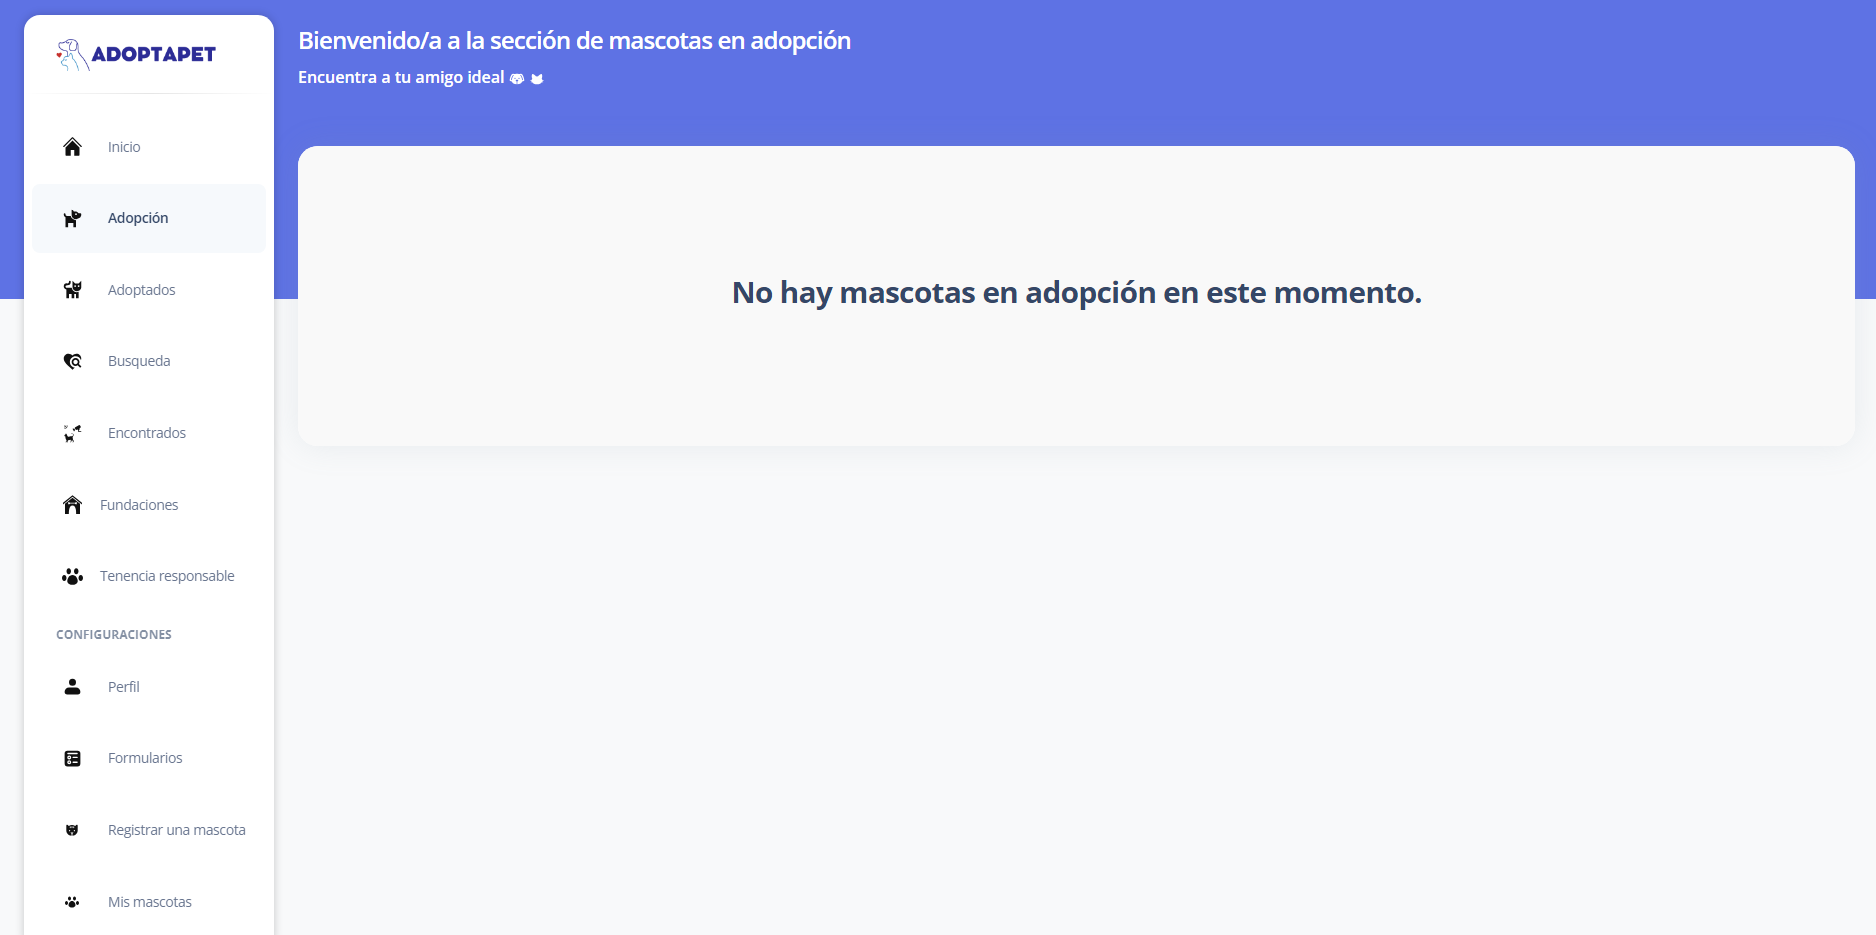 ADOPTAPET
Inicio
Adopción
Adoptados
Busqueda
Encontrados
Fundaciones
Tenencia responsable
CONFIGURACIONES
Perfil
Formularios
Registrar una mascota
Mis mascotas
Bienvenido/a a la sección de mascotas en adopción
Encuentra a tu amigo ideal
No hay mascotas en adopción en este momento.